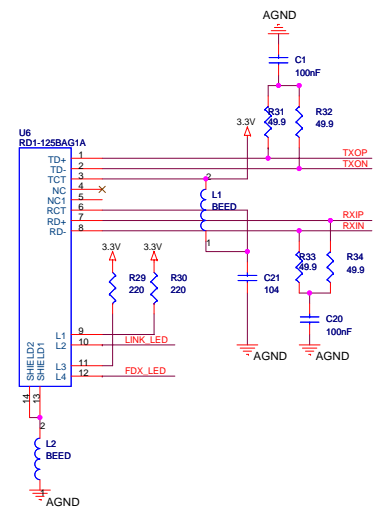 AGND
C1
100nF
U6
RD1-125BAG1A
R31
49.9
R32
49.9
3.3V
TD+ 1
TD- 2
TCT 3
NC 4
NC1 5
RCT 6
RD+ 7
RD- 8
TXOP
TXON
2
L1
BEED
1
RXIP
RXIN
3.3V
3.3V
R29
220
R30
220
R33
49.9
R34
49.9
C21
104
C20
100nF
L1 9
L2 10
LINK_LED
L3 11
L4 12
FDX_LED
AGND
AGND
SHIELD2
SHIELD1
14
13
2
L2
BEED
1
AGND